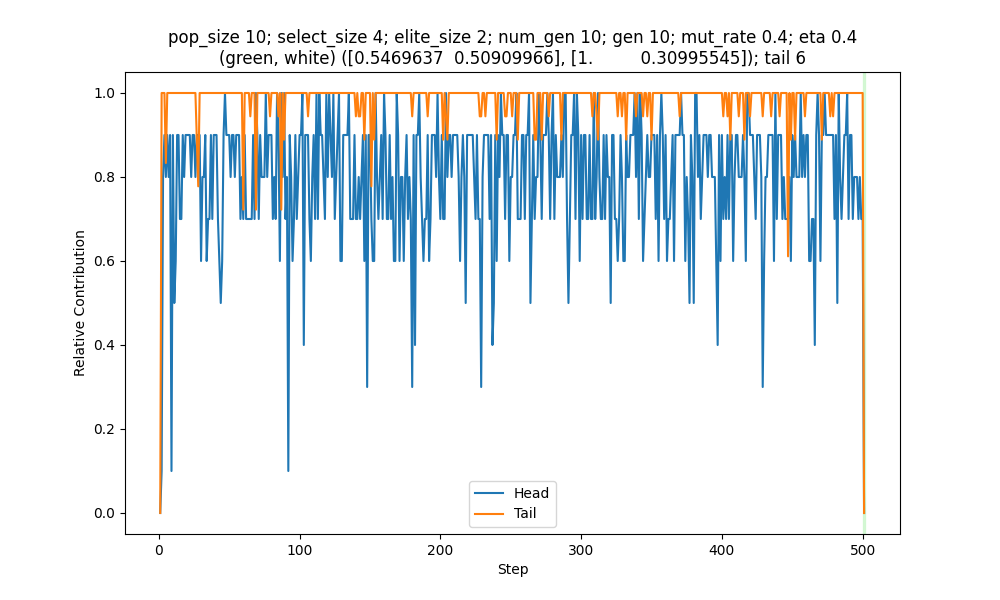 pop_size 10; select_size 4; elite_size 2; num_gen 10; gen 10; mut_rate 0.4; eta 0.4
(green, white) ([0.5469637  0.50909966], [1.         0.30995545]); tail 6
1.0
0.8
0.6
0.4
0.2
0.0
Relative Contribution
Head
Tail
0 100 200 300 400 500
Step